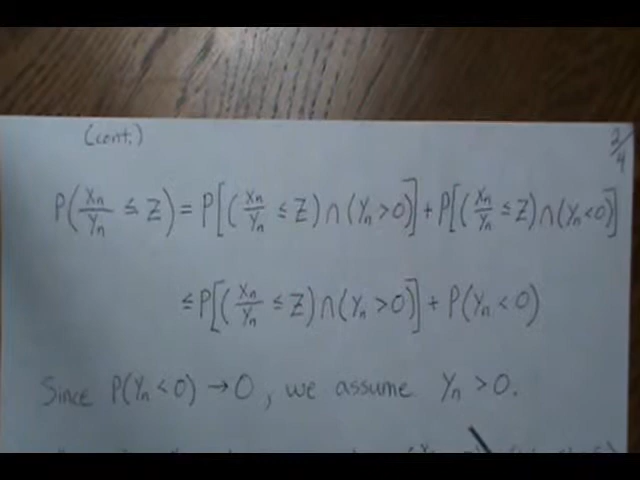 (cont.) 2/4
P(Xn/Yn ≤ Z) = P[(Xn/Yn ≤ Z) ∩ (Yn > 0)] + P[(Xn/Yn ≤ Z) ∩ (Yn < 0)]
≤ P[(Xn/Yn ≤ Z) ∩ (Yn > 0)] + P(Yn < 0)
Since P(Yn < 0) → 0, we assume Yn > 0.